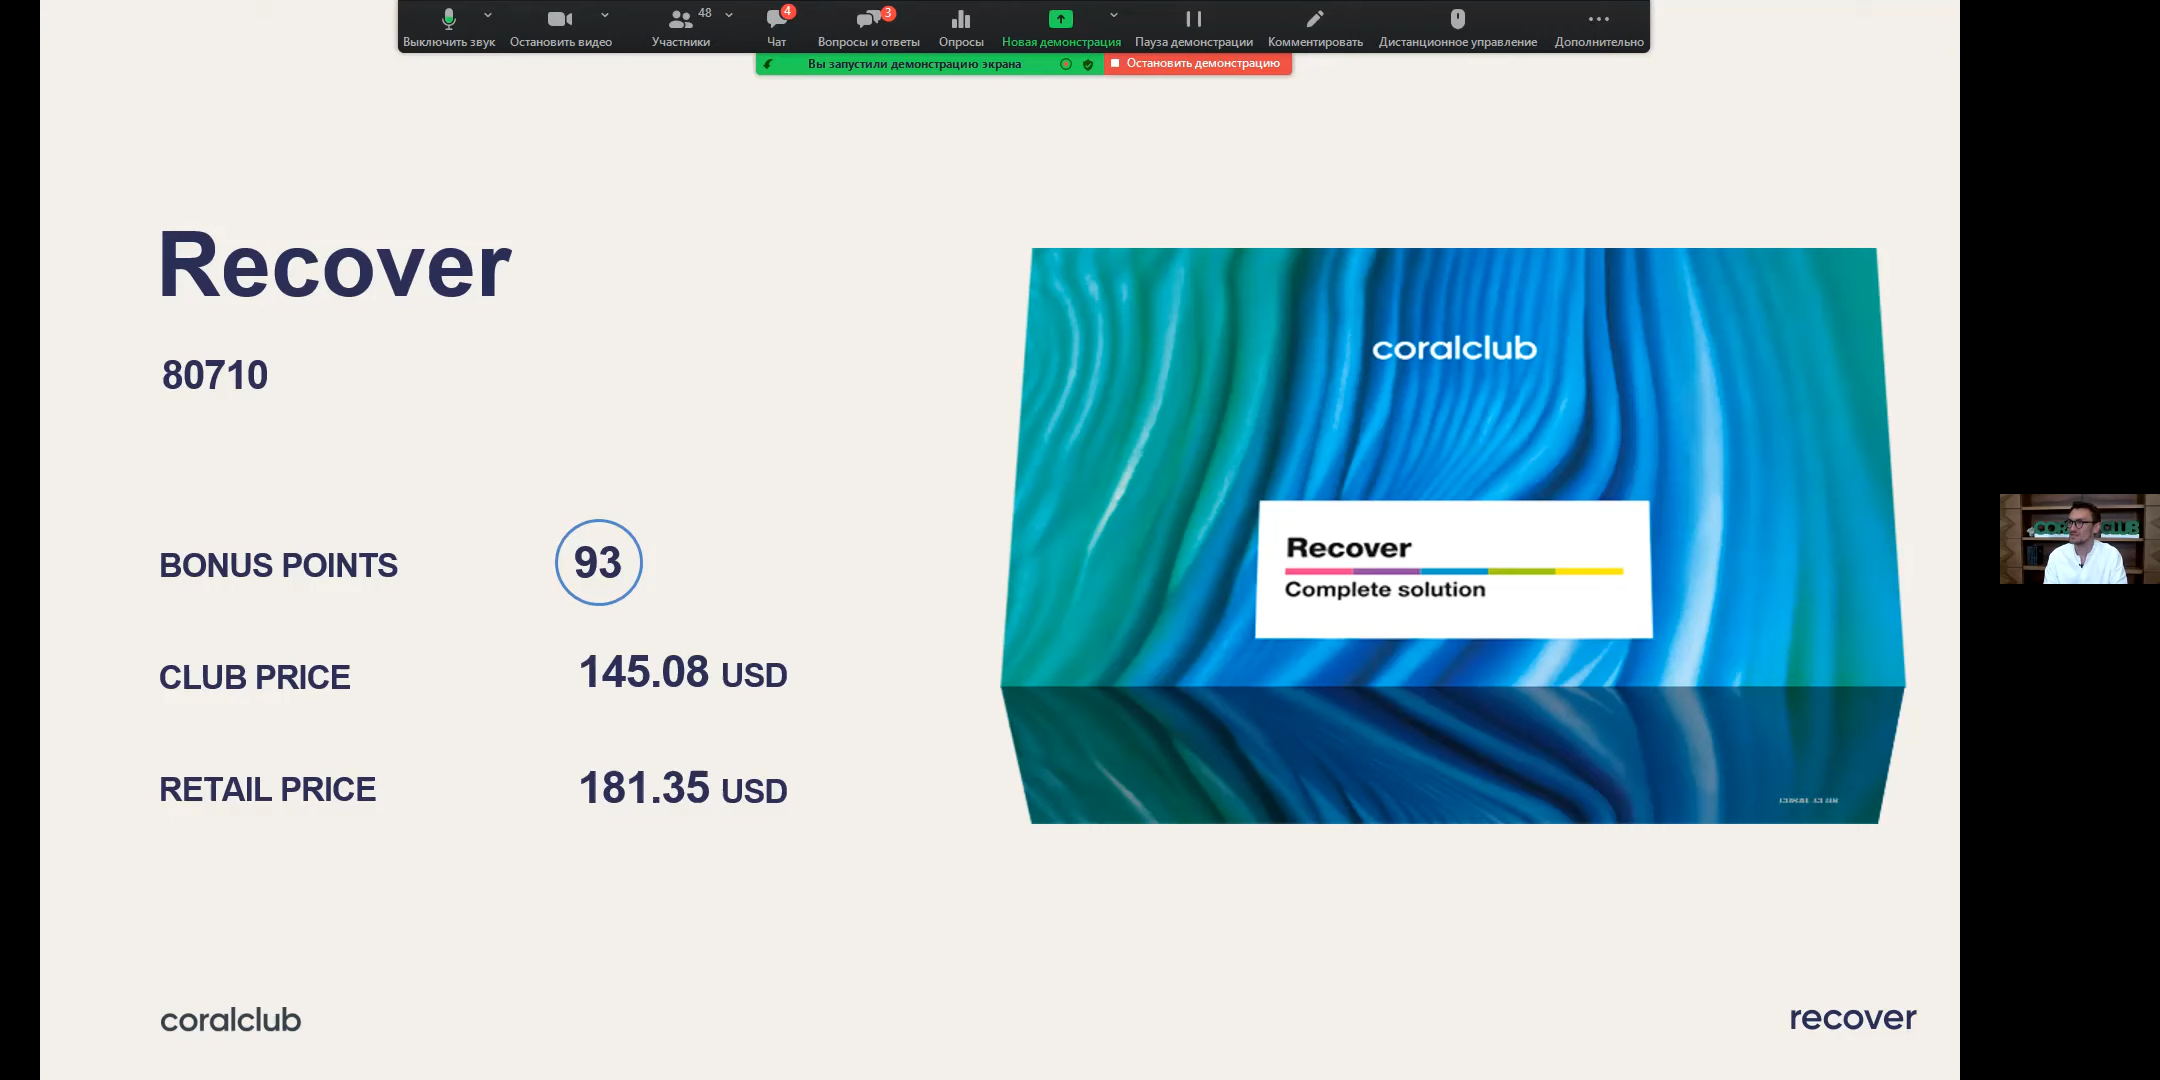 48
4
3
Выключить звук
Остановить видео
Участники
Чат
Вопросы и ответы
Опросы
Новая демонстрация
Пауза демонстрации
Комментировать
Дистанционное управление
Дополнительно
Вы запустили демонстрацию экрана
Остановить демонстрацию
Recover
80710
BONUS POINTS 93
CLUB PRICE 145.08 USD
RETAIL PRICE 181.35 USD
coralclub
Recover
Complete solution
coralclub
recover